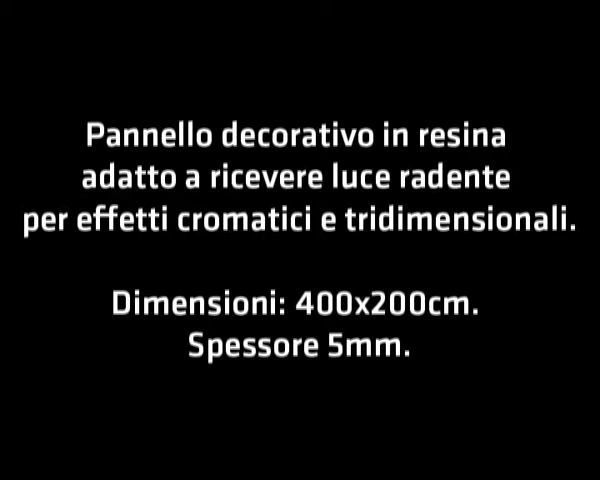 Pannello decorativo in resina
adatto a ricevere luce radente
per effetti cromatici e tridimensionali.
Dimensioni: 400x200cm.
Spessore 5mm.